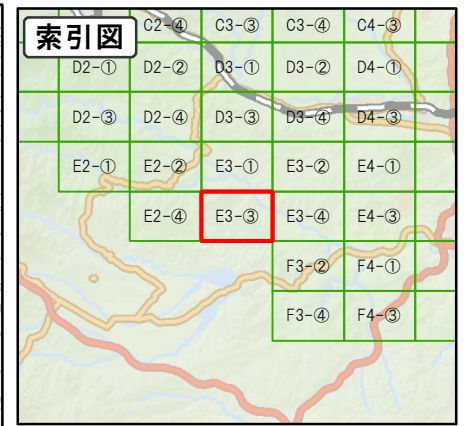 索引図
C2-④ C3-③ C3-④ C4-③
D2-① D2-② D3-① D3-② D4-①
D2-③ D2-④ D3-③ D3-④ D4-③
E2-① E2-② E3-① E3-② E4-①
E2-④ E3-③ E3-④ E4-③
F3-② F4-①
F3-④ F4-③